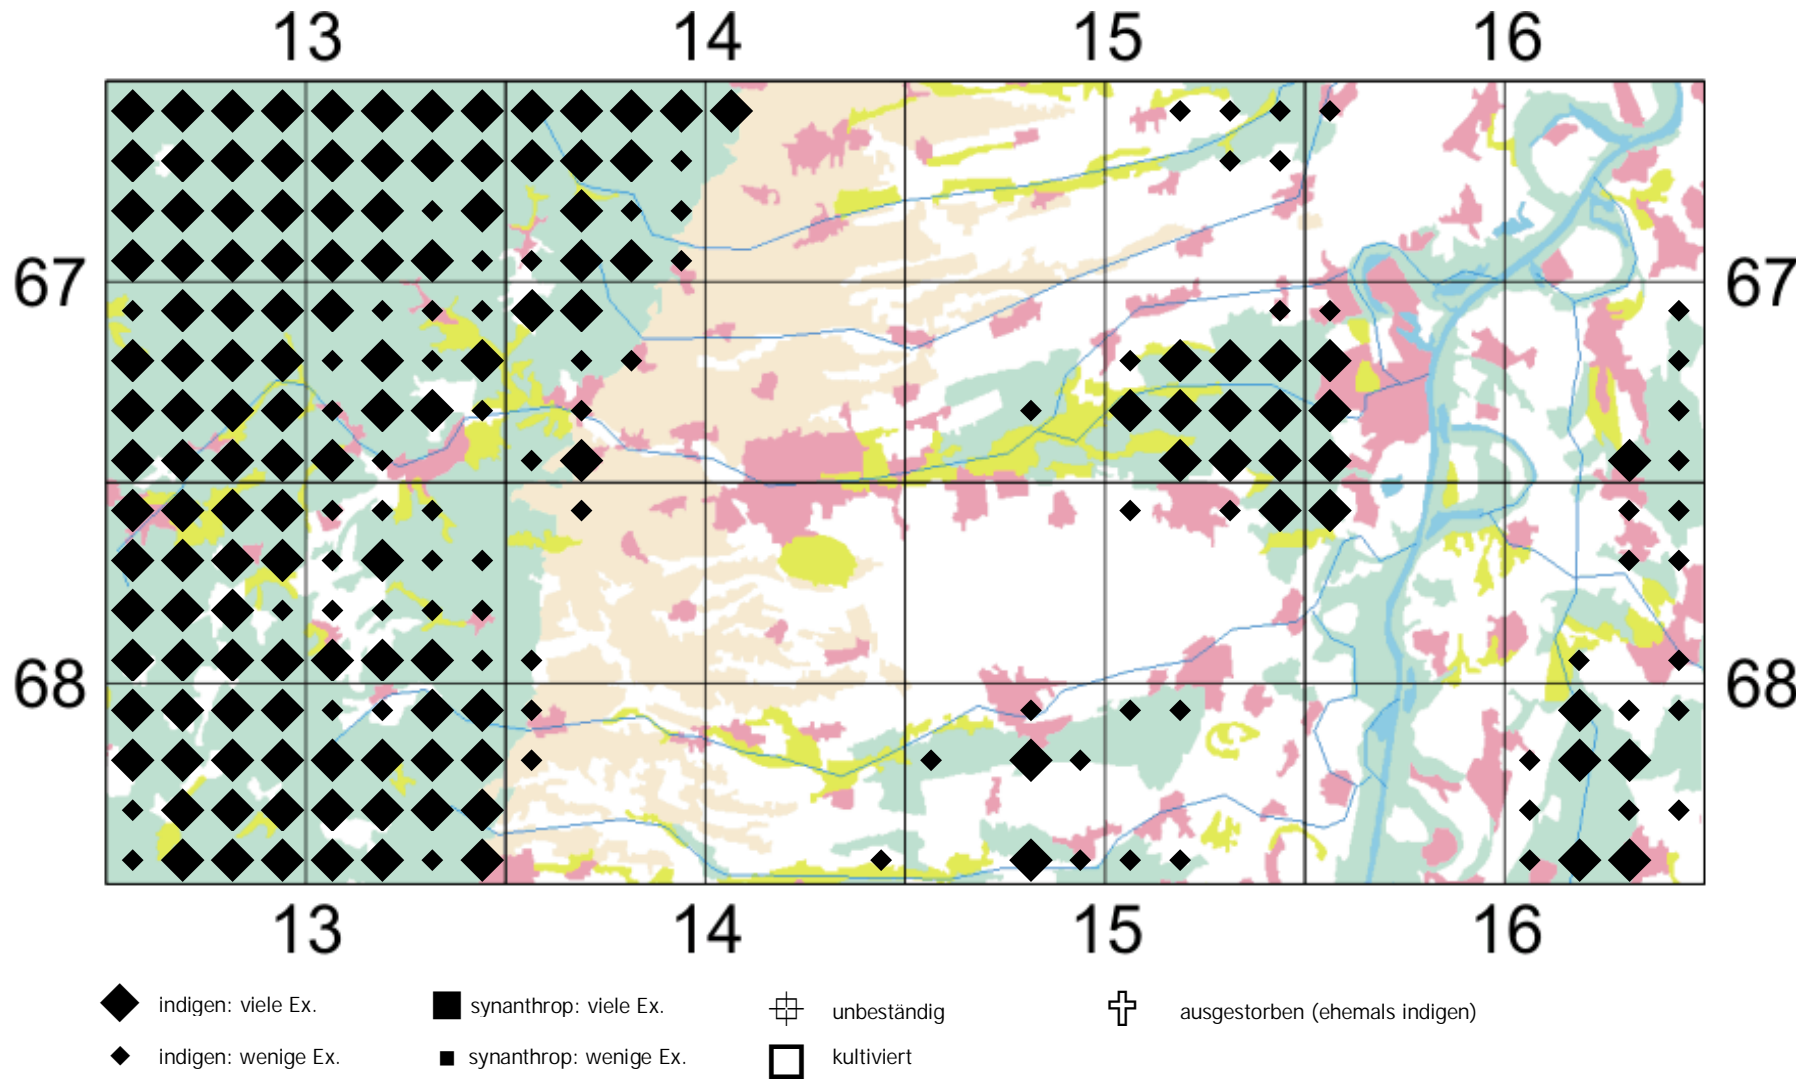 13 14 15 16
67 67
68 68
13 14 15 16
indigen: viele Ex. synanthrop: viele Ex. unbeständig ausgestorben (ehemals indigen)
indigen: wenige Ex. synanthrop: wenige Ex. kultiviert